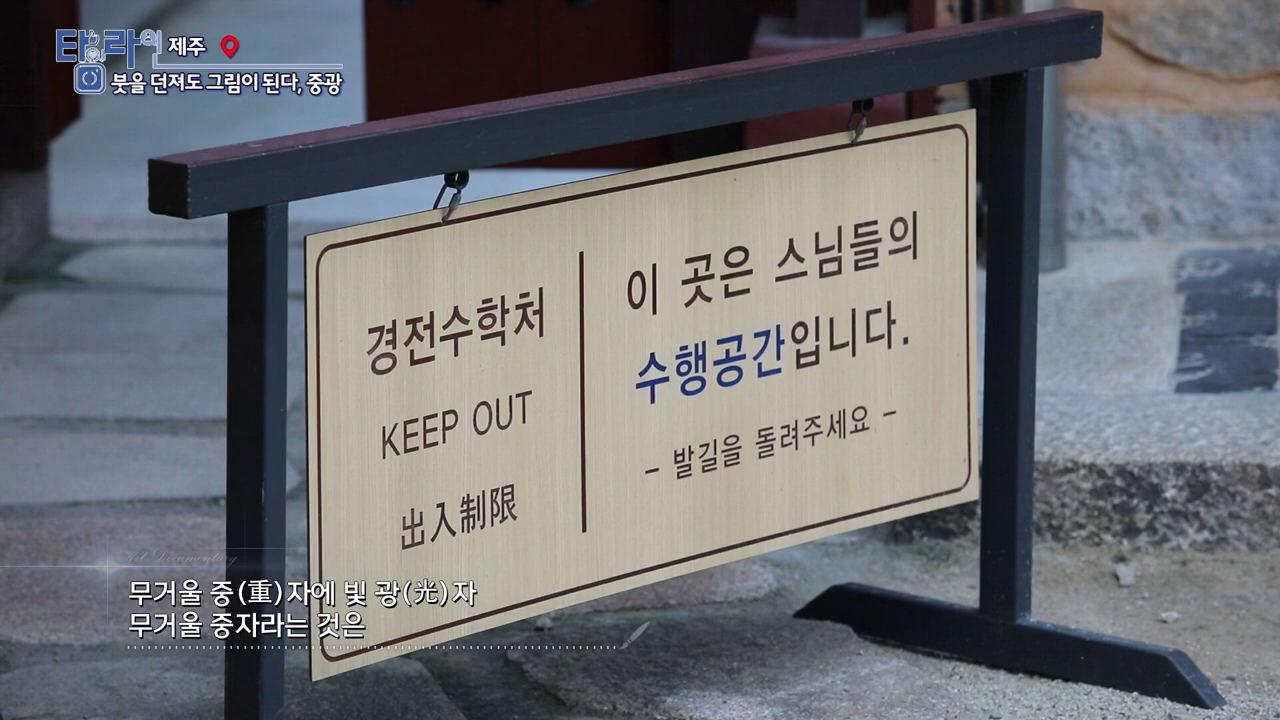 타라의 제주
붓을 던져도 그림이 된다, 중광
경전수학처
KEEP OUT
出入制限
이 곳은 스님들의
수행공간입니다.
- 발길을 돌려주세요 -
Art Documentary
무거울 중(重)자에 빛 광(光)자
무거울 중자라는 것은